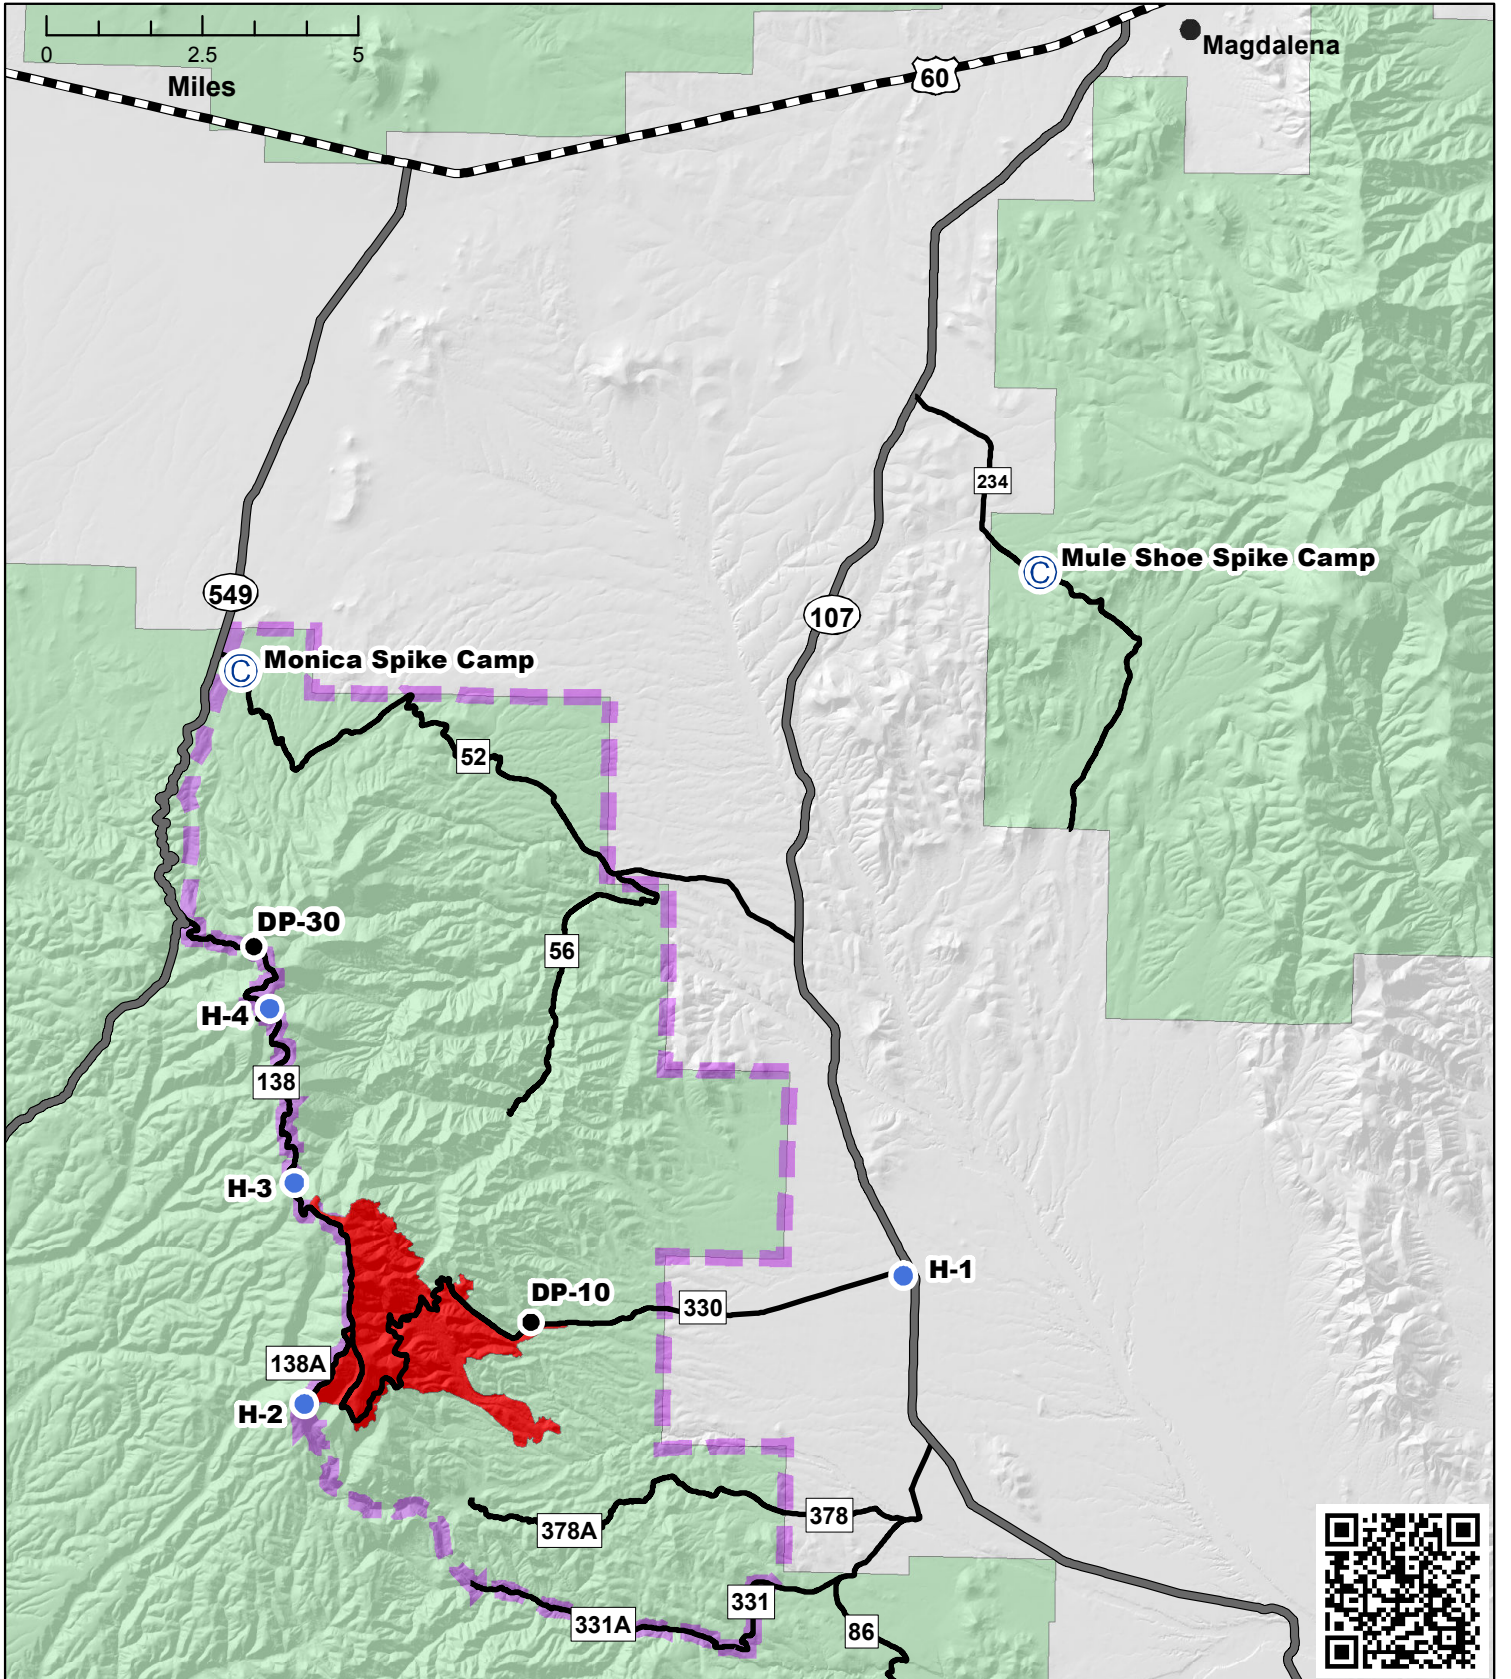 Magdalena
0 2.5 5
Miles
60
234
Mule Shoe Spike Camp
549
107
Monica Spike Camp
C
C
52
DP-30
56
H-4
138
H-3
H-1
DP-10
330
138A
H-2
378
378A
331
331A
86